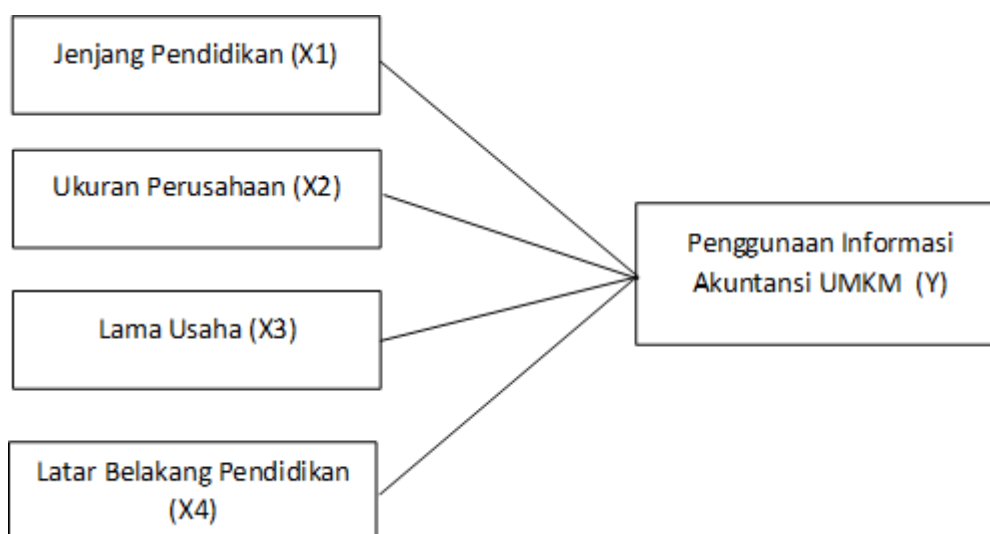 Jenjang Pendidikan (X1)
Ukuran Perusahaan (X2)
Lama Usaha (X3)
Latar Belakang Pendidikan
(X4)
Penggunaan Informasi
Akuntansi UMKM (Y)